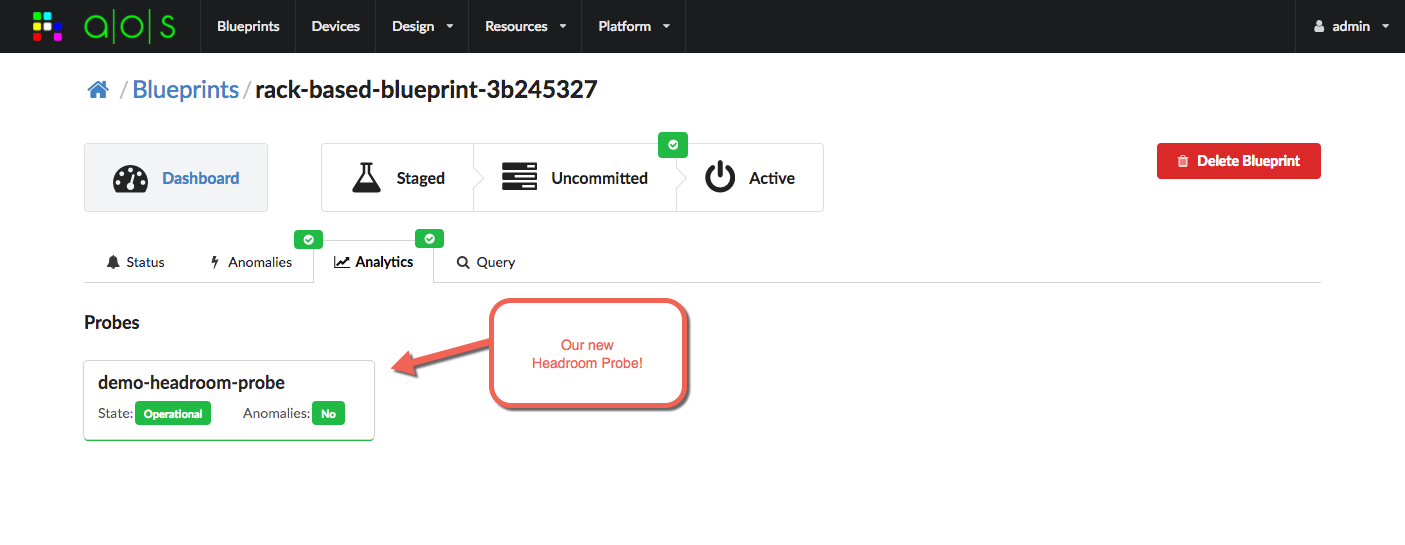 a|o|s Blueprints Devices Design Resources Platform admin
/ Blueprints / rack-based-blueprint-3b245327
Dashboard Staged Uncommitted Active Delete Blueprint
Status Anomalies Analytics Query
Probes
Our new
Headroom Probe!
demo-headroom-probe
State: Operational Anomalies: No